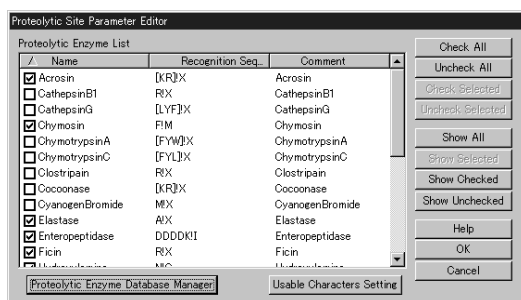 Proteolytic Site Parameter Editor
Proteolytic Enzyme List
Name Recognition Seq... Comment
Acrosin [KR]!X Acrosin
CathepsinB1 R!X CathepsinB1
CathepsinG [LYF]!X CathepsinG
Chymosin F!M Chymosin
ChymotrypsinA [FYW]!X ChymotrypsinA
ChymotrypsinC [FYL]!X ChymotrypsinC
Clostripain R!X Clostripain
Cocoonase [KR]!X Cocoonase
CyanogenBromide M!X CyanogenBromide
Elastase A!X Elastase
Enteropeptidase DDDDK!I Enteropeptidase
Ficin R!X Ficin
Proteolytic Enzyme Database Manager
Usable Characters Setting
Check All
Uncheck All
Check Selected
Uncheck Selected
Show All
Show Selected
Show Checked
Show Unchecked
Help
OK
Cancel